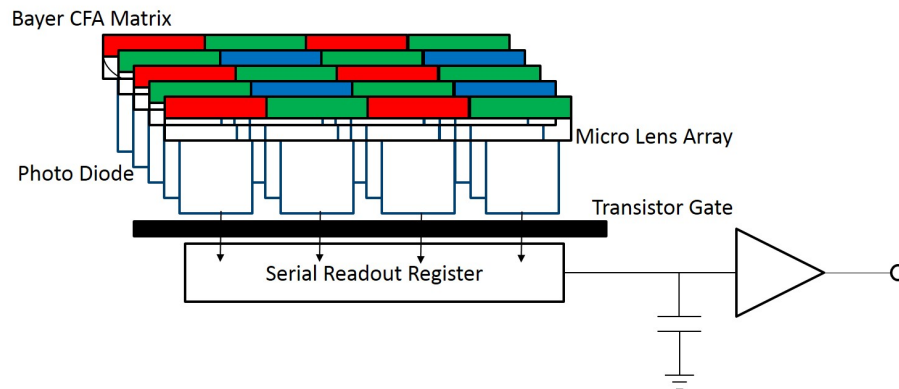 Bayer CFA Matrix
Micro Lens Array
Photo Diode
Transistor Gate
Serial Readout Register